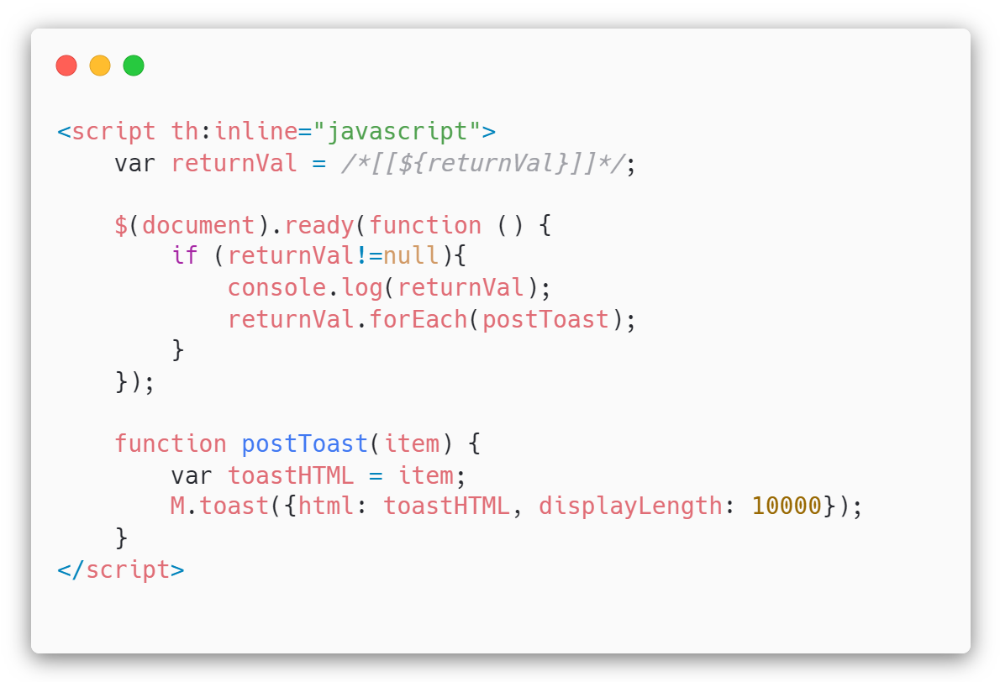 <script th:inline="javascript">
    var returnVal = /*[[${returnVal}]]*/;
    $(document).ready(function () {
        if (returnVal!=null){
            console.log(returnVal);
            returnVal.forEach(postToast);
        }
    });
    function postToast(item) {
        var toastHTML = item;
        M.toast({html: toastHTML, displayLength: 10000});
    }
</script>